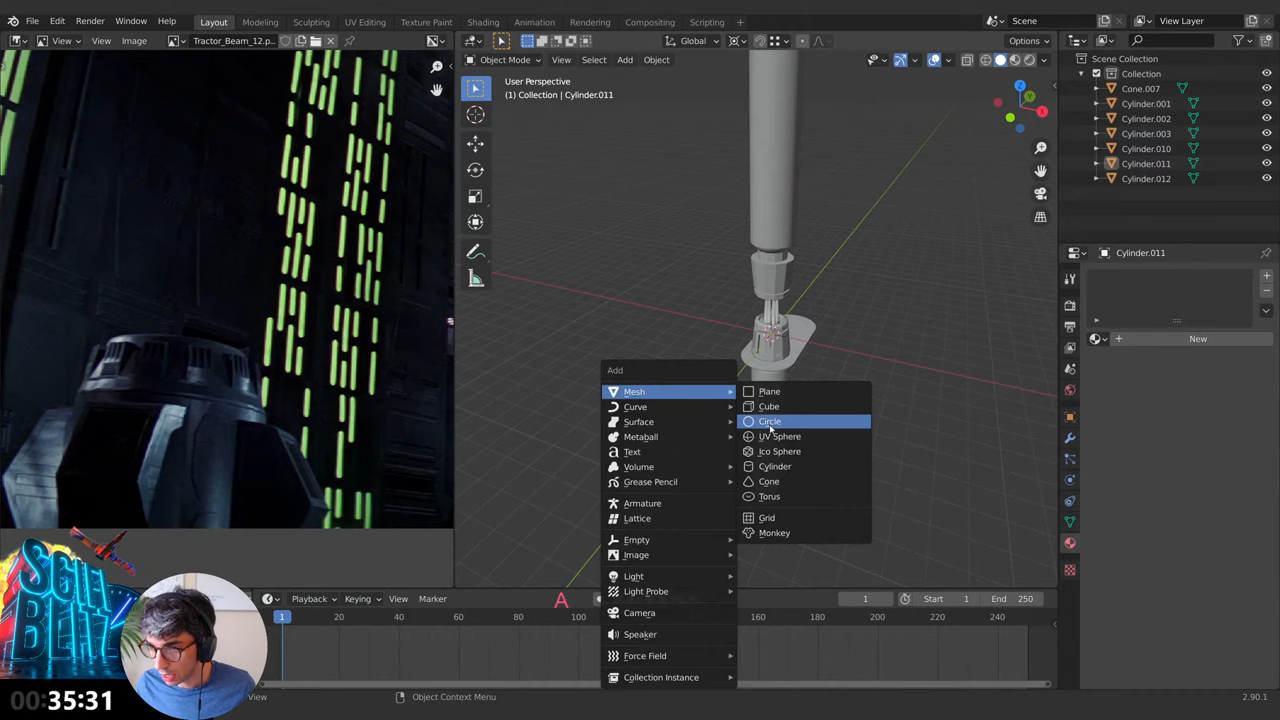 File Edit Render Window Help Layout Modeling Sculpting UV Editing Texture Paint Shading Animation Rendering Compositing Scripting + Scene View Layer
View View Image Tractor_Beam_12.p... Global Options
Object Mode View Select Add Object
User Perspective
(1) Collection | Cylinder.011
Scene Collection
Collection
Cone.007
Cylinder.001
Cylinder.002
Cylinder.003
Cylinder.010
Cylinder.011
Cylinder.012
X
Y
Z
Cylinder.011
New
Add
Mesh
Curve
Surface
Metaball
Text
Volume
Grease Pencil
Armature
Lattice
Empty
Image
Light
Light Probe
Camera
Speaker
Force Field
Collection Instance
Plane
Cube
Circle
UV Sphere
Ico Sphere
Cylinder
Cone
Torus
Grid
Monkey
A
Playback Keying View Marker 1 Start 1 End 250
1 100 120 140 160 180 200 220 240
SCIFI
BLITZ
00:35:31
View Object Context Menu 2.90.1